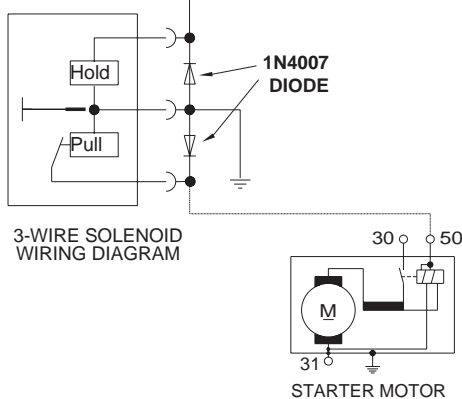 Hold
1N4007
DIODE
Pull
3-WIRE SOLENOID
WIRING DIAGRAM
30
50
M
31
STARTER MOTOR